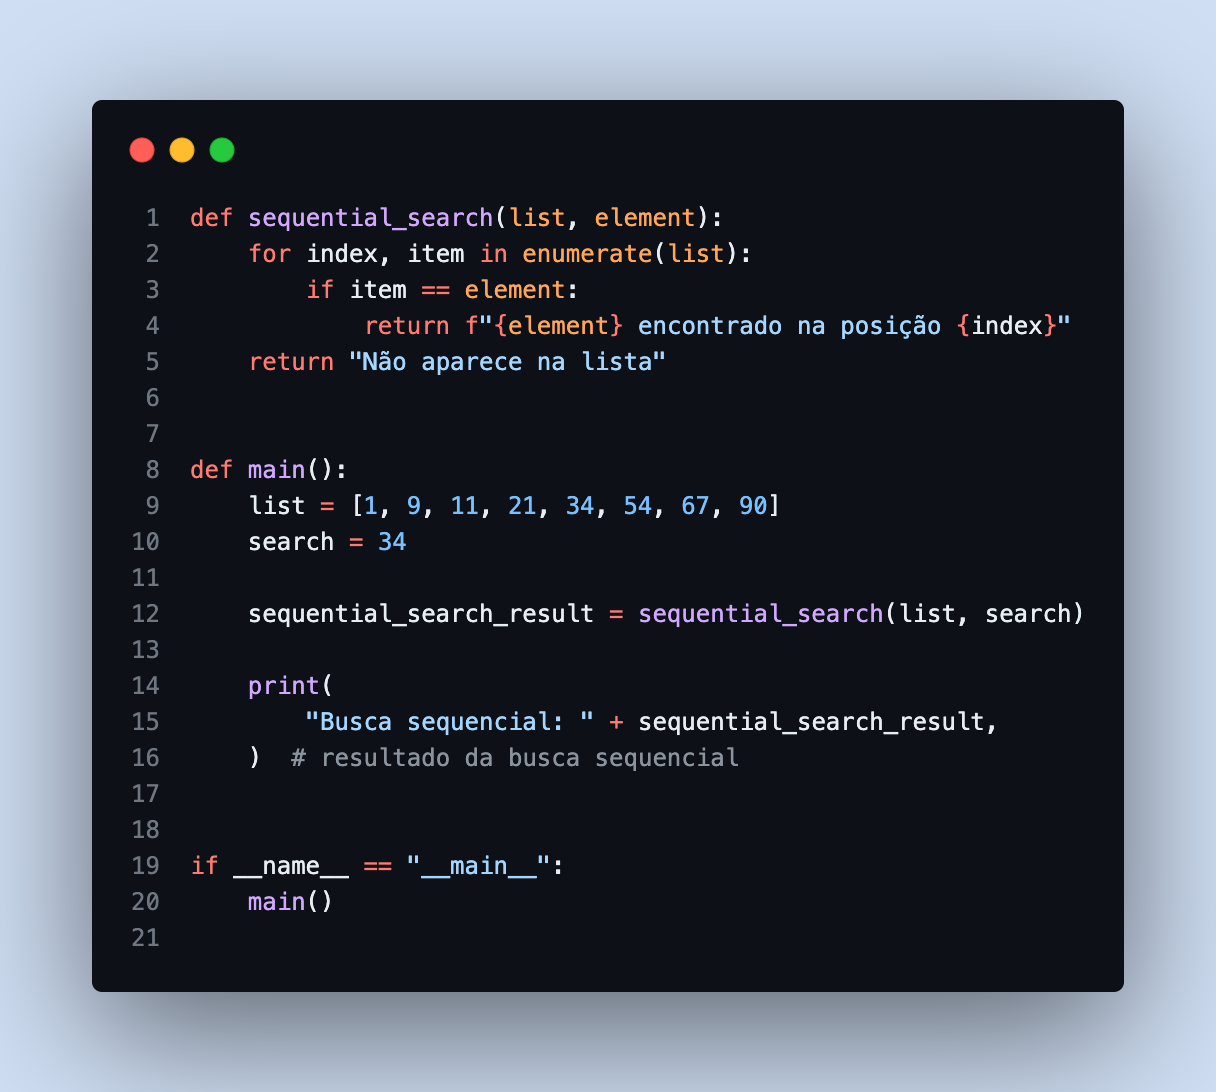 1 def sequential_search(list, element):
2     for index, item in enumerate(list):
3         if item == element:
4             return f"{element} encontrado na posição {index}"
5     return "Não aparece na lista"
6
7
8 def main():
9     list = [1, 9, 11, 21, 34, 54, 67, 90]
10     search = 34
11
12     sequential_search_result = sequential_search(list, search)
13
14     print(
15         "Busca sequencial: " + sequential_search_result,
16     )  # resultado da busca sequencial
17
18
19 if __name__ == "__main__":
20     main()
21